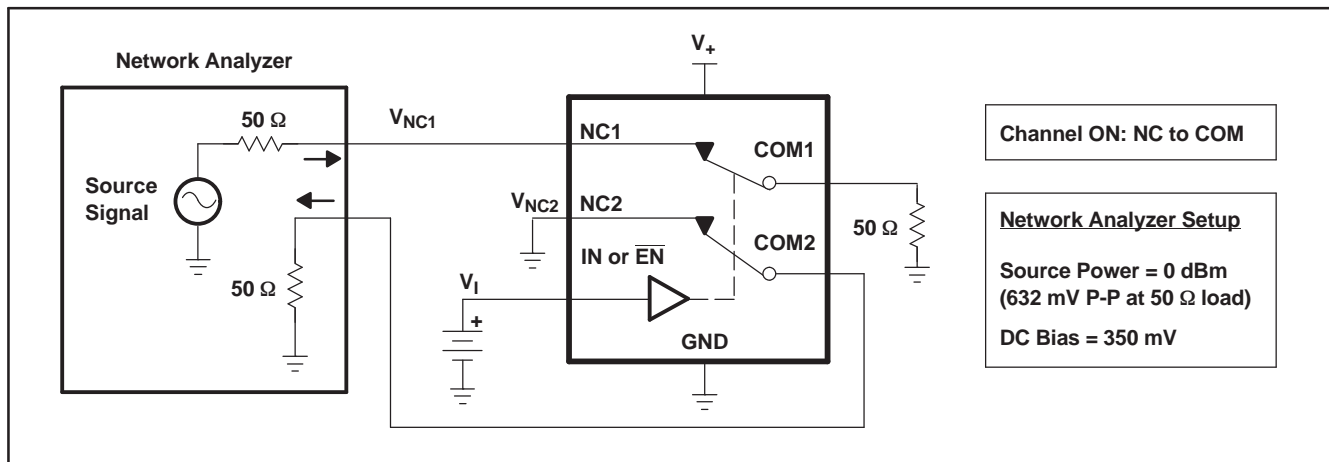 Network Analyzer
50 Ω
Source
Signal
50 Ω
V_NC1
V_NC2
V_I
+
V_+
NC1
COM1
NC2
COM2
IN or E̅N̅
GND
50 Ω
Channel ON: NC to COM
Network Analyzer Setup
Source Power = 0 dBm
(632 mV P-P at 50 Ω load)
DC Bias = 350 mV